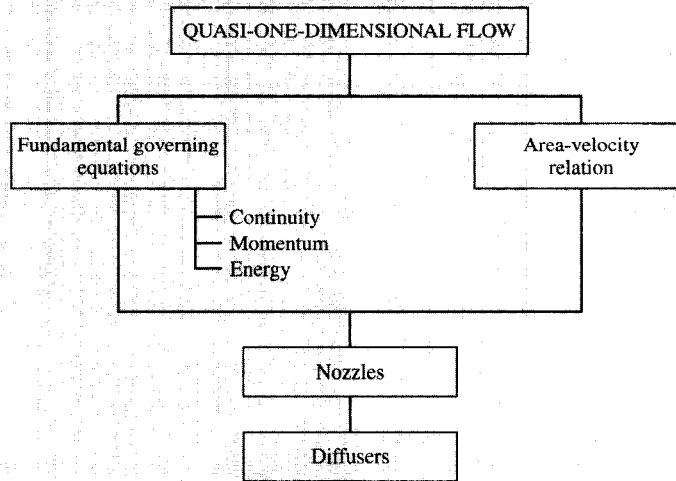 QUASI-ONE-DIMENSIONAL FLOW
Fundamental governing
equations
Area-velocity
relation
Continuity
Momentum
Energy
Nozzles
Diffusers